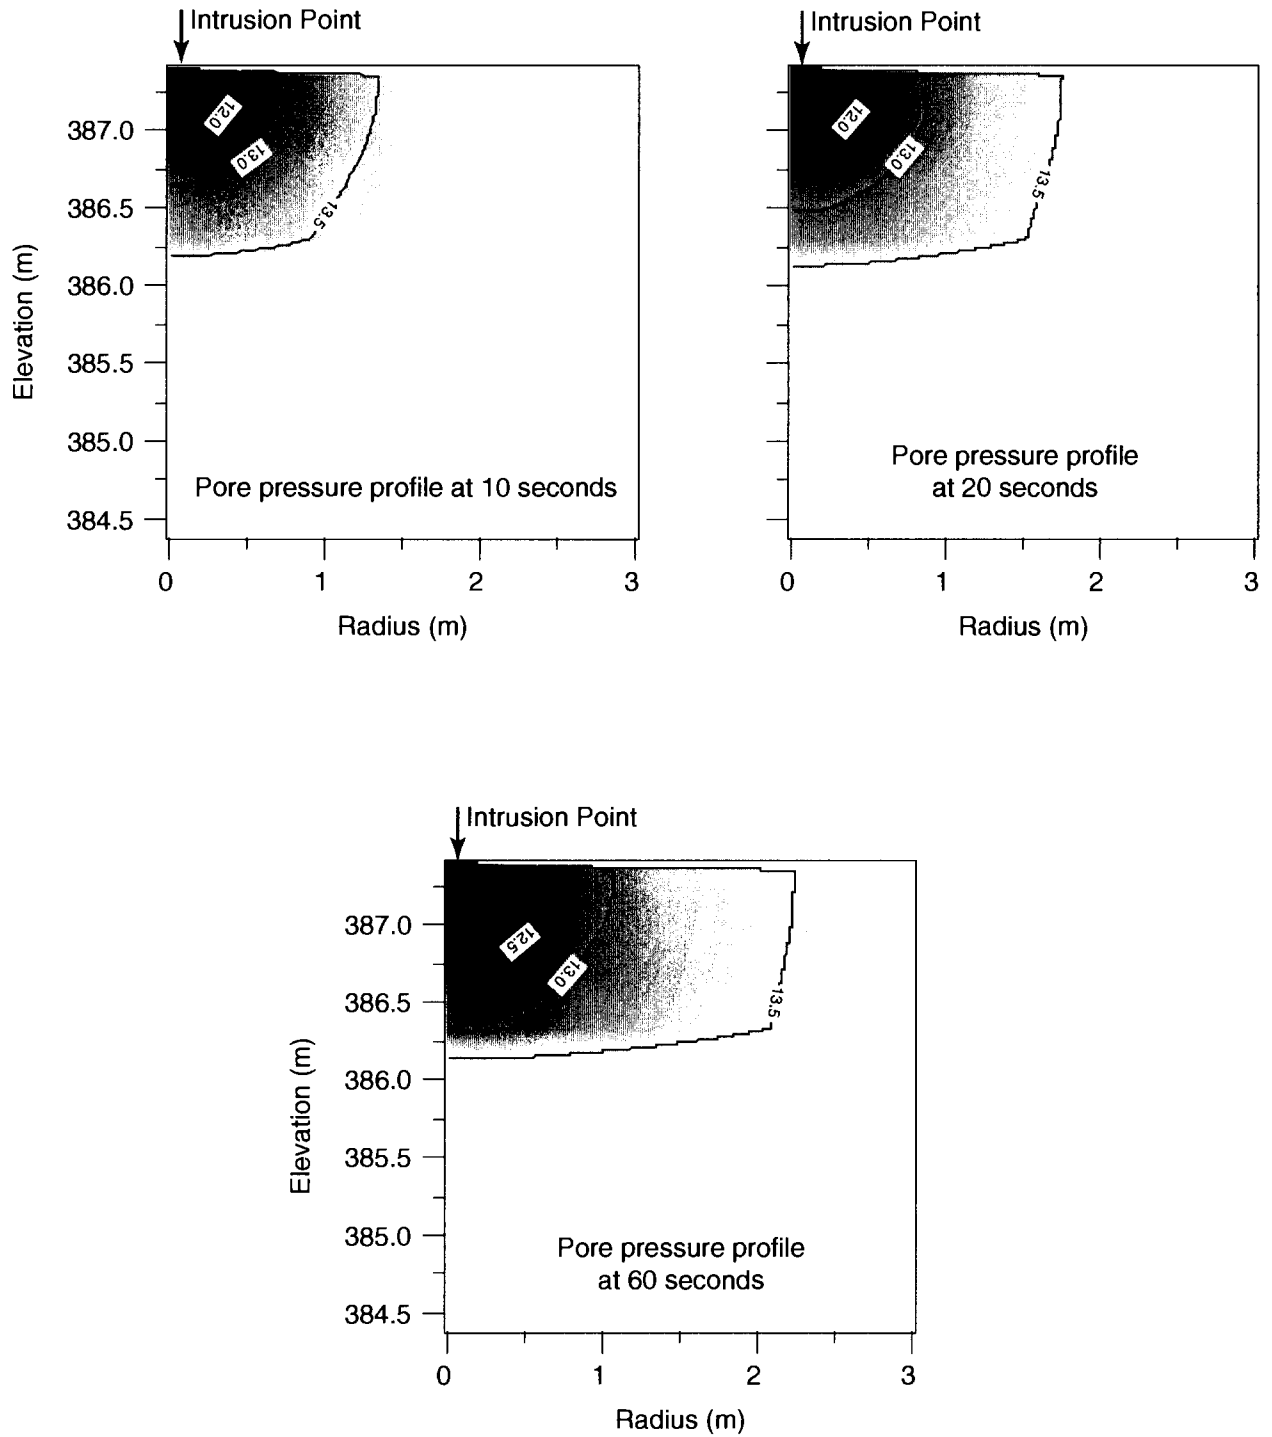 Intrusion Point
12.0
13.0
13.5
387.0
386.5
386.0
385.5
385.0
384.5
Elevation (m)
Pore pressure profile at 10 seconds
0 1 2 3
Radius (m)
Intrusion Point
12.0
13.0
13.5
Pore pressure profile
at 20 seconds
0 1 2 3
Radius (m)
Intrusion Point
12.5
13.0
13.5
387.0
386.5
386.0
385.5
385.0
384.5
Elevation (m)
Pore pressure profile
at 60 seconds
0 1 2 3
Radius (m)